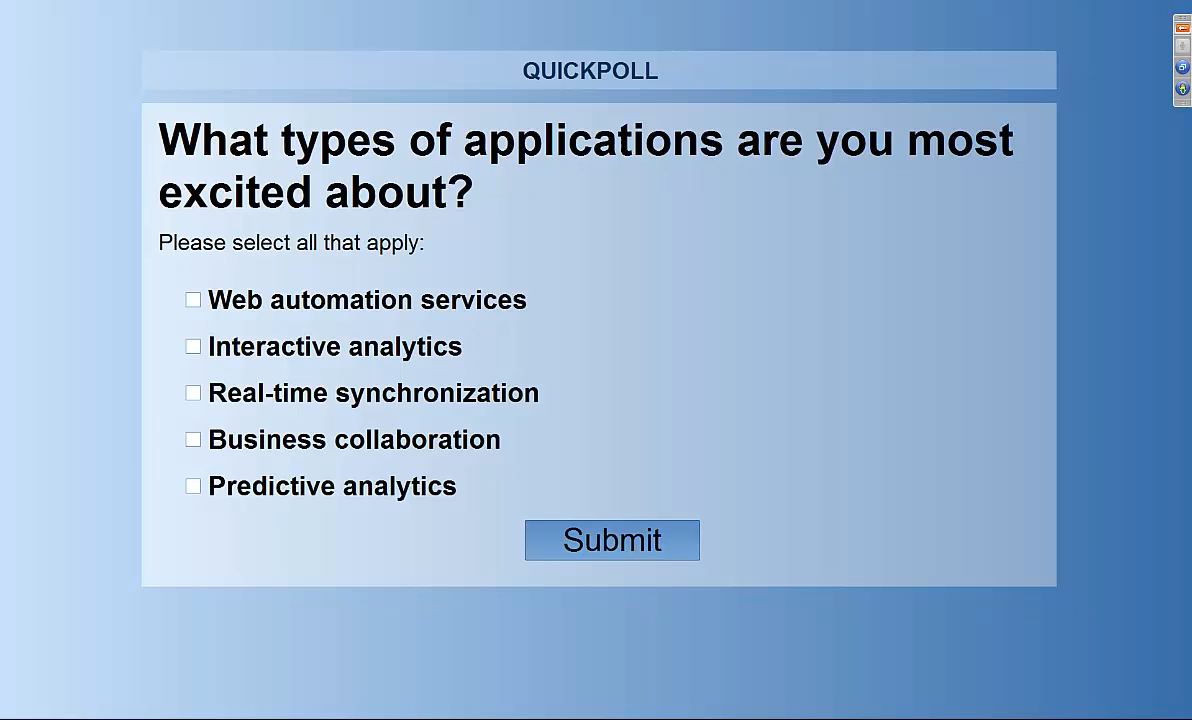 QUICKPOLL
What types of applications are you most
excited about?
Please select all that apply:
Web automation services
Interactive analytics
Real-time synchronization
Business collaboration
Predictive analytics
Submit